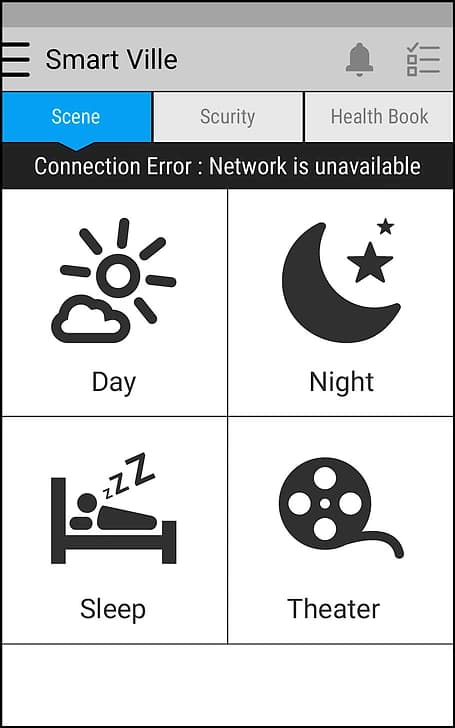 Smart Ville
Scene
Scurity
Health Book
Connection Error : Network is unavailable
Day
Night
zzZ
Sleep
Theater